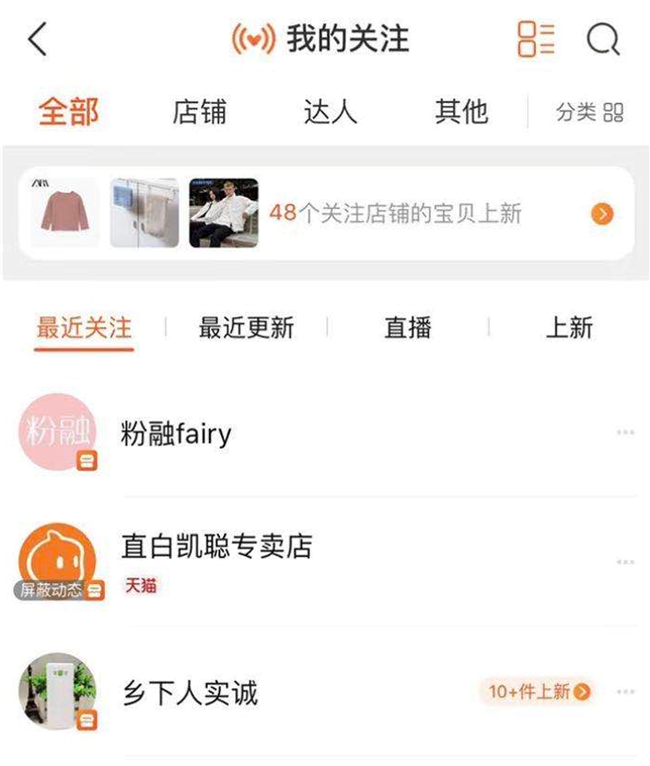 我的关注
全部 店铺 达人 其他 分类
ZARA
48个关注店铺的宝贝上新
最近关注 最近更新 直播 上新
粉融
粉融fairy
直白凯聪专卖店
屏蔽动态
天猫
乡下人实诚
10+件上新